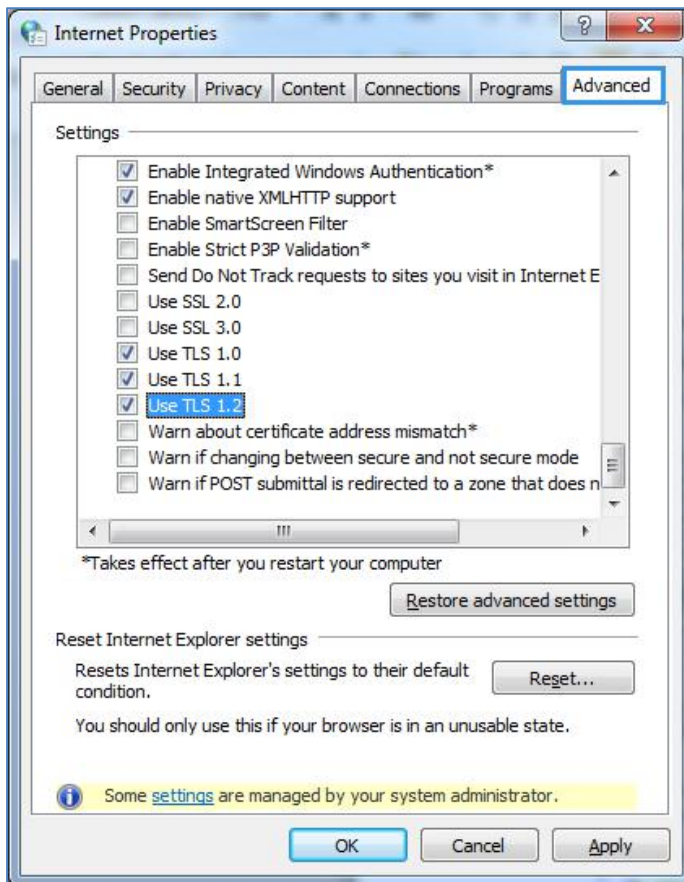 Internet Properties
General Security Privacy Content Connections Programs Advanced
Settings
Enable Integrated Windows Authentication*
Enable native XMLHTTP support
Enable SmartScreen Filter
Enable Strict P3P Validation*
Send Do Not Track requests to sites you visit in Internet E
Use SSL 2.0
Use SSL 3.0
Use TLS 1.0
Use TLS 1.1
Use TLS 1.2
Warn about certificate address mismatch*
Warn if changing between secure and not secure mode
Warn if POST submittal is redirected to a zone that does n
*Takes effect after you restart your computer
Restore advanced settings
Reset Internet Explorer settings
Resets Internet Explorer's settings to their default
condition.
Reset...
You should only use this if your browser is in an unusable state.
Some settings are managed by your system administrator.
OK Cancel Apply